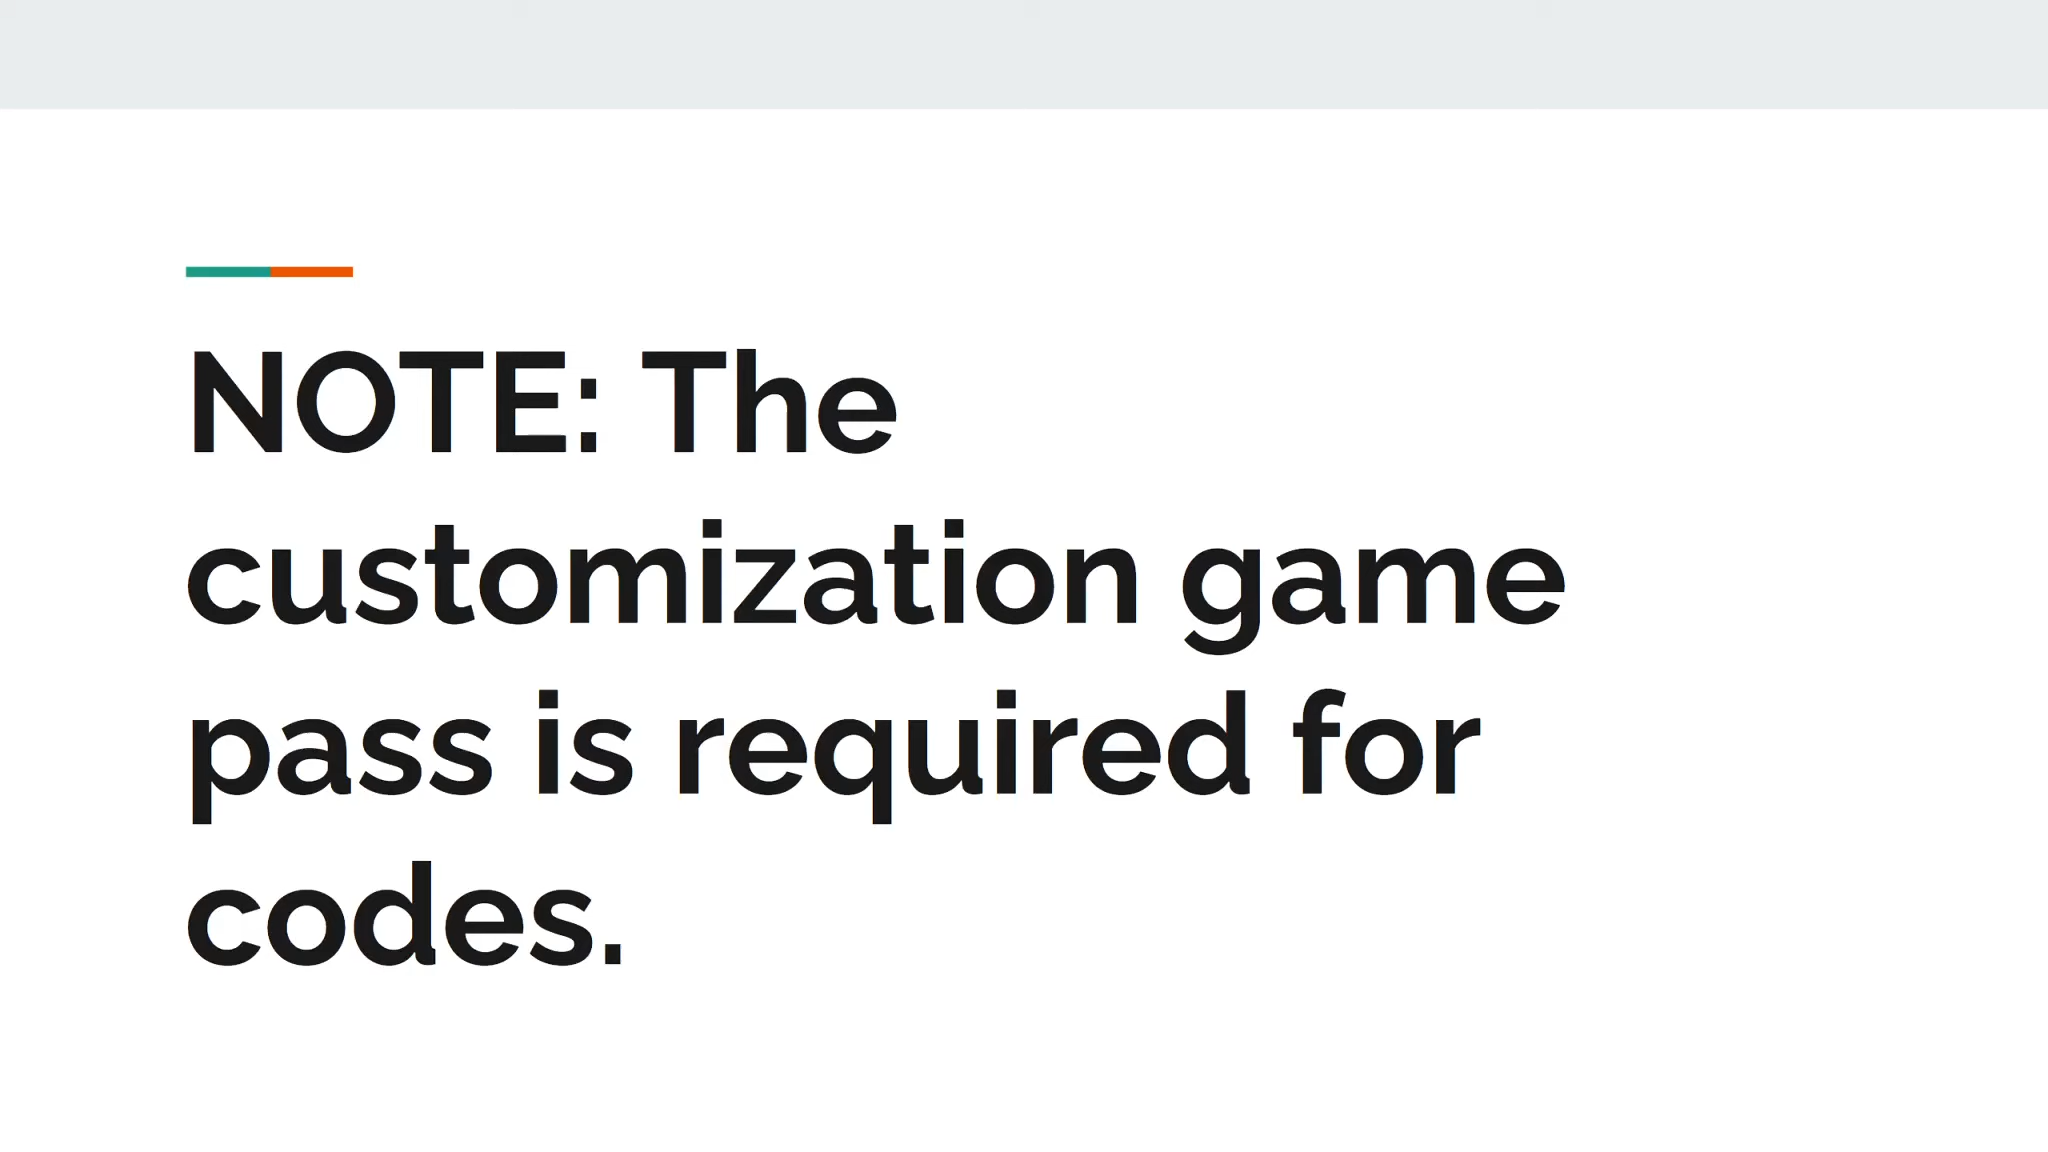 NOTE: The
customization game
pass is required for
codes.